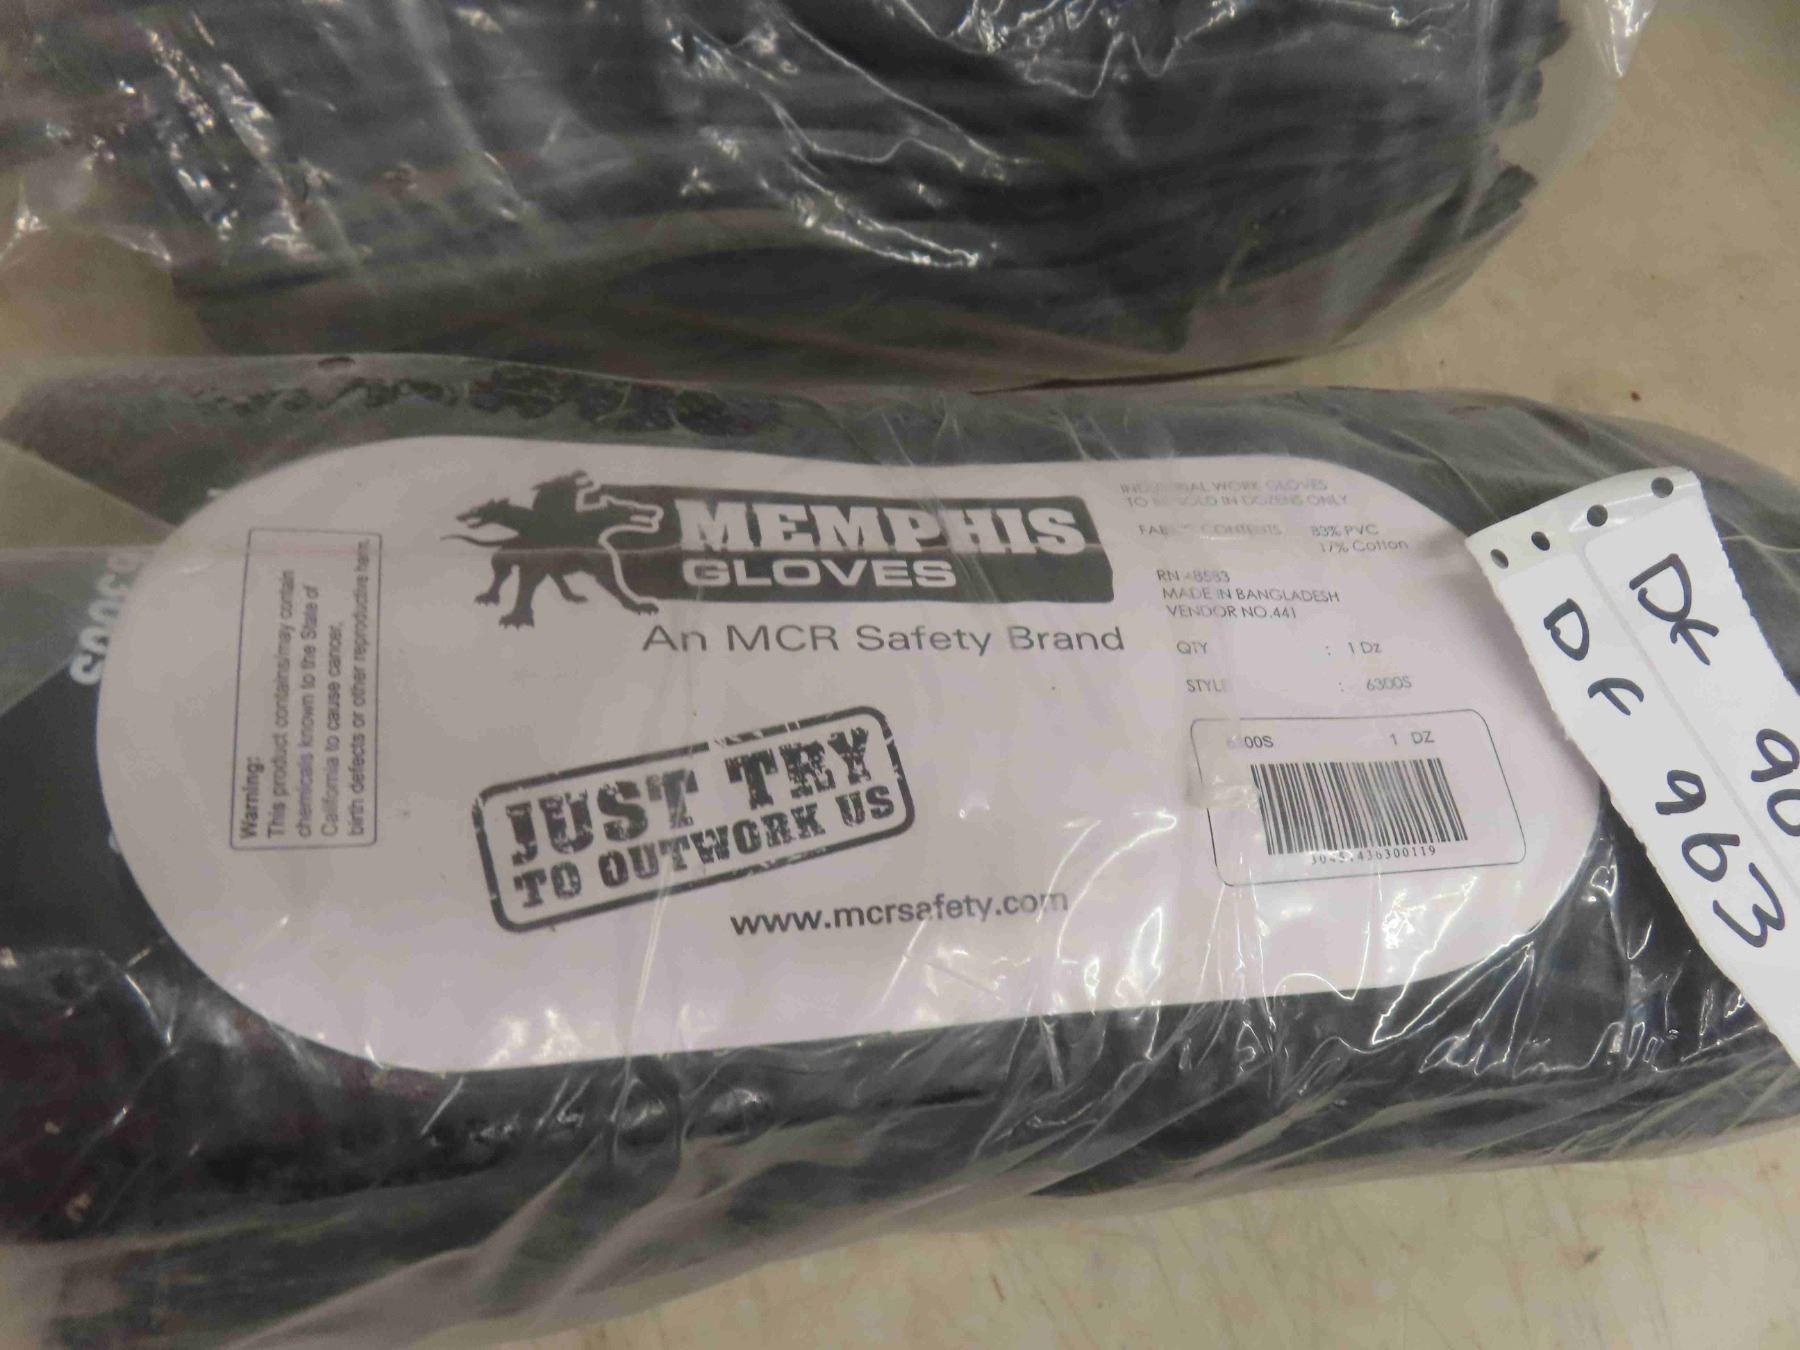 MEMPHIS
GLOVES
An MCR Safety Brand
INDUSTRIAL WORK GLOVES
TO BE SOLD IN DOZENS ONLY
CONTENTS 83% PVC
17% Cotton
RN
MADE IN BANGLADESH
VENDOR NO.441
QTY : 1 Dz
STYLE : 6300S
1 DZ
Warning:
This product contains/may contain
chemicals known to the State of
California to cause cancer,
birth defects or other reproductive harm.
JUST TRY
TO OUTWORK US
www.mcrsafety.com
DF
DF 963